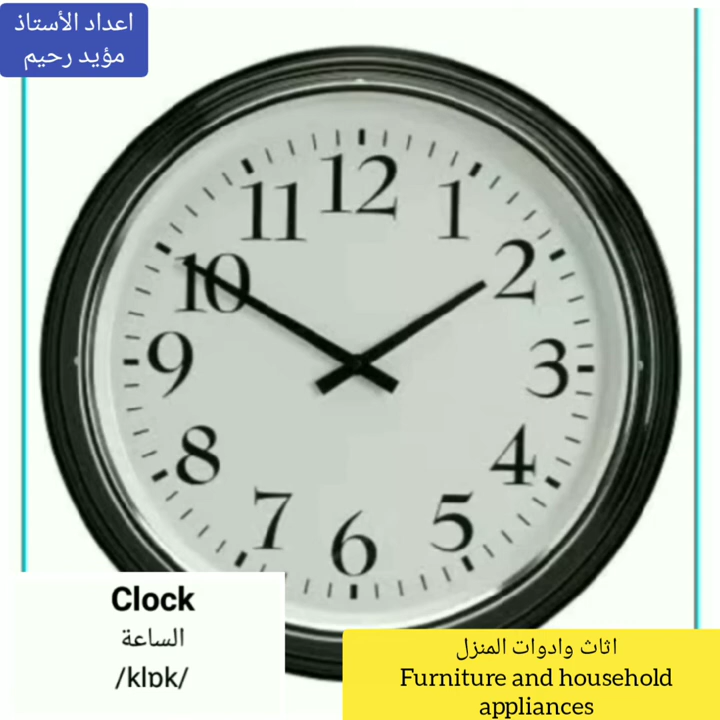 اعداد الأستاذ
مؤيد رحيم
12
11
1
10
2
9
3
8
4
7
5
6
Clock
الساعة
/klɒk/
اثاث وادوات المنزل
Furniture and household
appliances